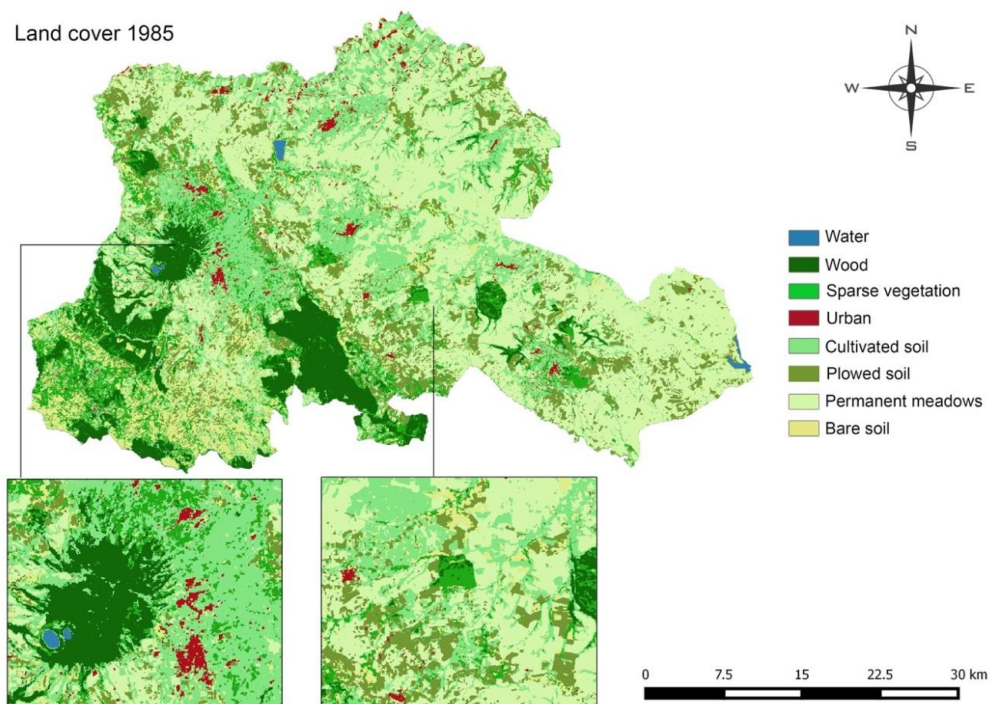 Land cover 1985
N
W E
S
Water
Wood
Sparse vegetation
Urban
Cultivated soil
Plowed soil
Permanent meadows
Bare soil
0 7.5 15 22.5 30 km